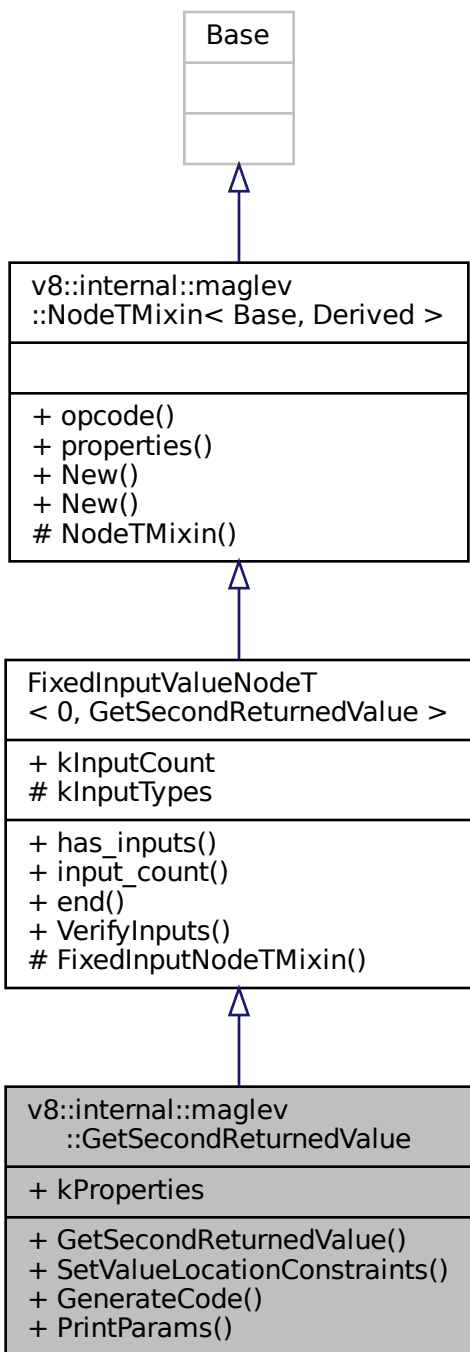 Base
v8::internal::maglev
::NodeTMixin< Base, Derived >
+ opcode()
+ properties()
+ New()
+ New()
# NodeTMixin()
FixedInputValueNodeT
< 0, GetSecondReturnedValue >
+ kInputCount
# kInputTypes
+ has_inputs()
+ input_count()
+ end()
+ VerifyInputs()
# FixedInputNodeTMixin()
v8::internal::maglev
::GetSecondReturnedValue
+ kProperties
+ GetSecondReturnedValue()
+ SetValueLocationConstraints()
+ GenerateCode()
+ PrintParams()